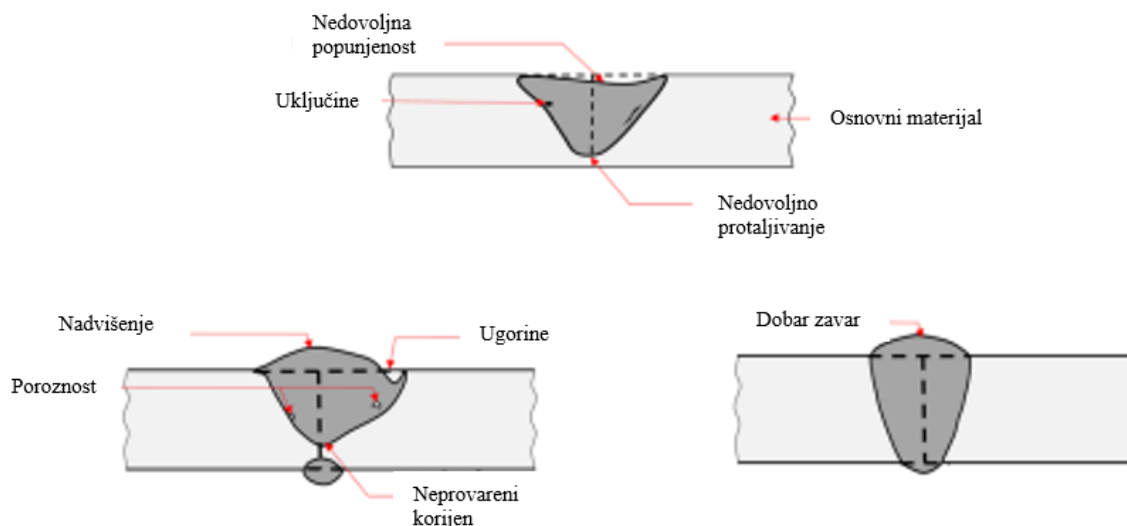 Nedovoljna
popunjenost
Uključine
Osnovni materijal
Nedovoljno
protaljivanje
Nadvišenje
Ugorine
Dobar zavar
Poroznost
Neprovareni
korijen